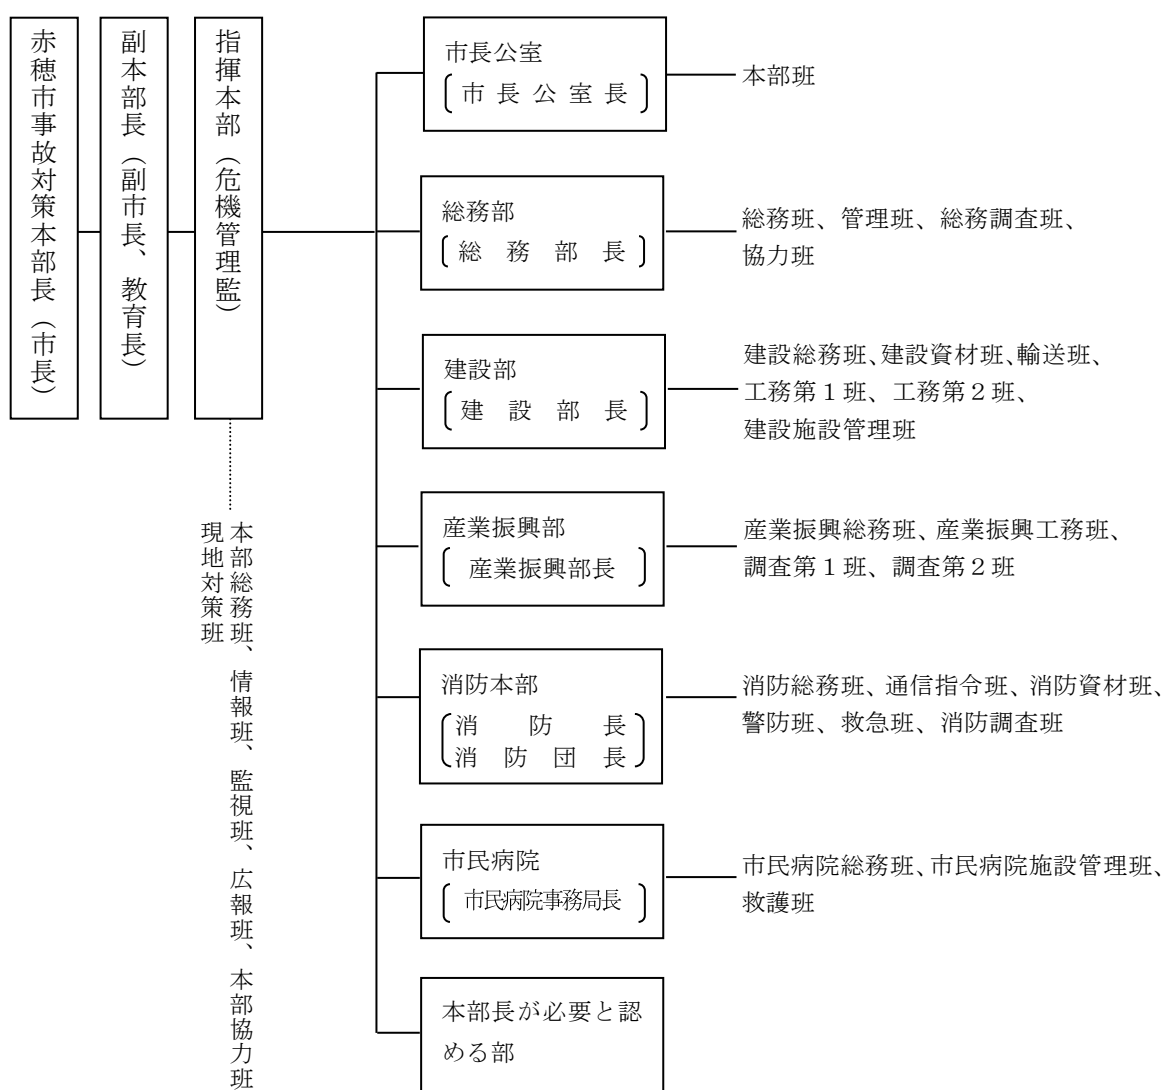 赤穂市事故対策本部長（市長）
副本部長（副市長、教育長）
指揮本部（危機管理監）
本部総務班、情報班、監視班、広報班、本部協力班
現地対策班
市長公室
〔市長公室長〕
本部班
総務部
〔総務部長〕
総務班、管理班、総務調査班、
協力班
建設部
〔建設部長〕
建設総務班、建設資材班、輸送班、
工務第１班、工務第２班、
建設施設管理班
産業振興部
〔産業振興部長〕
産業振興総務班、産業振興工務班、
調査第１班、調査第２班
消防本部
消防長
消防団長
消防総務班、通信指令班、消防資材班、
警防班、救急班、消防調査班
市民病院
〔市民病院事務局長〕
市民病院総務班、市民病院施設管理班、
救護班
本部長が必要と認
める部